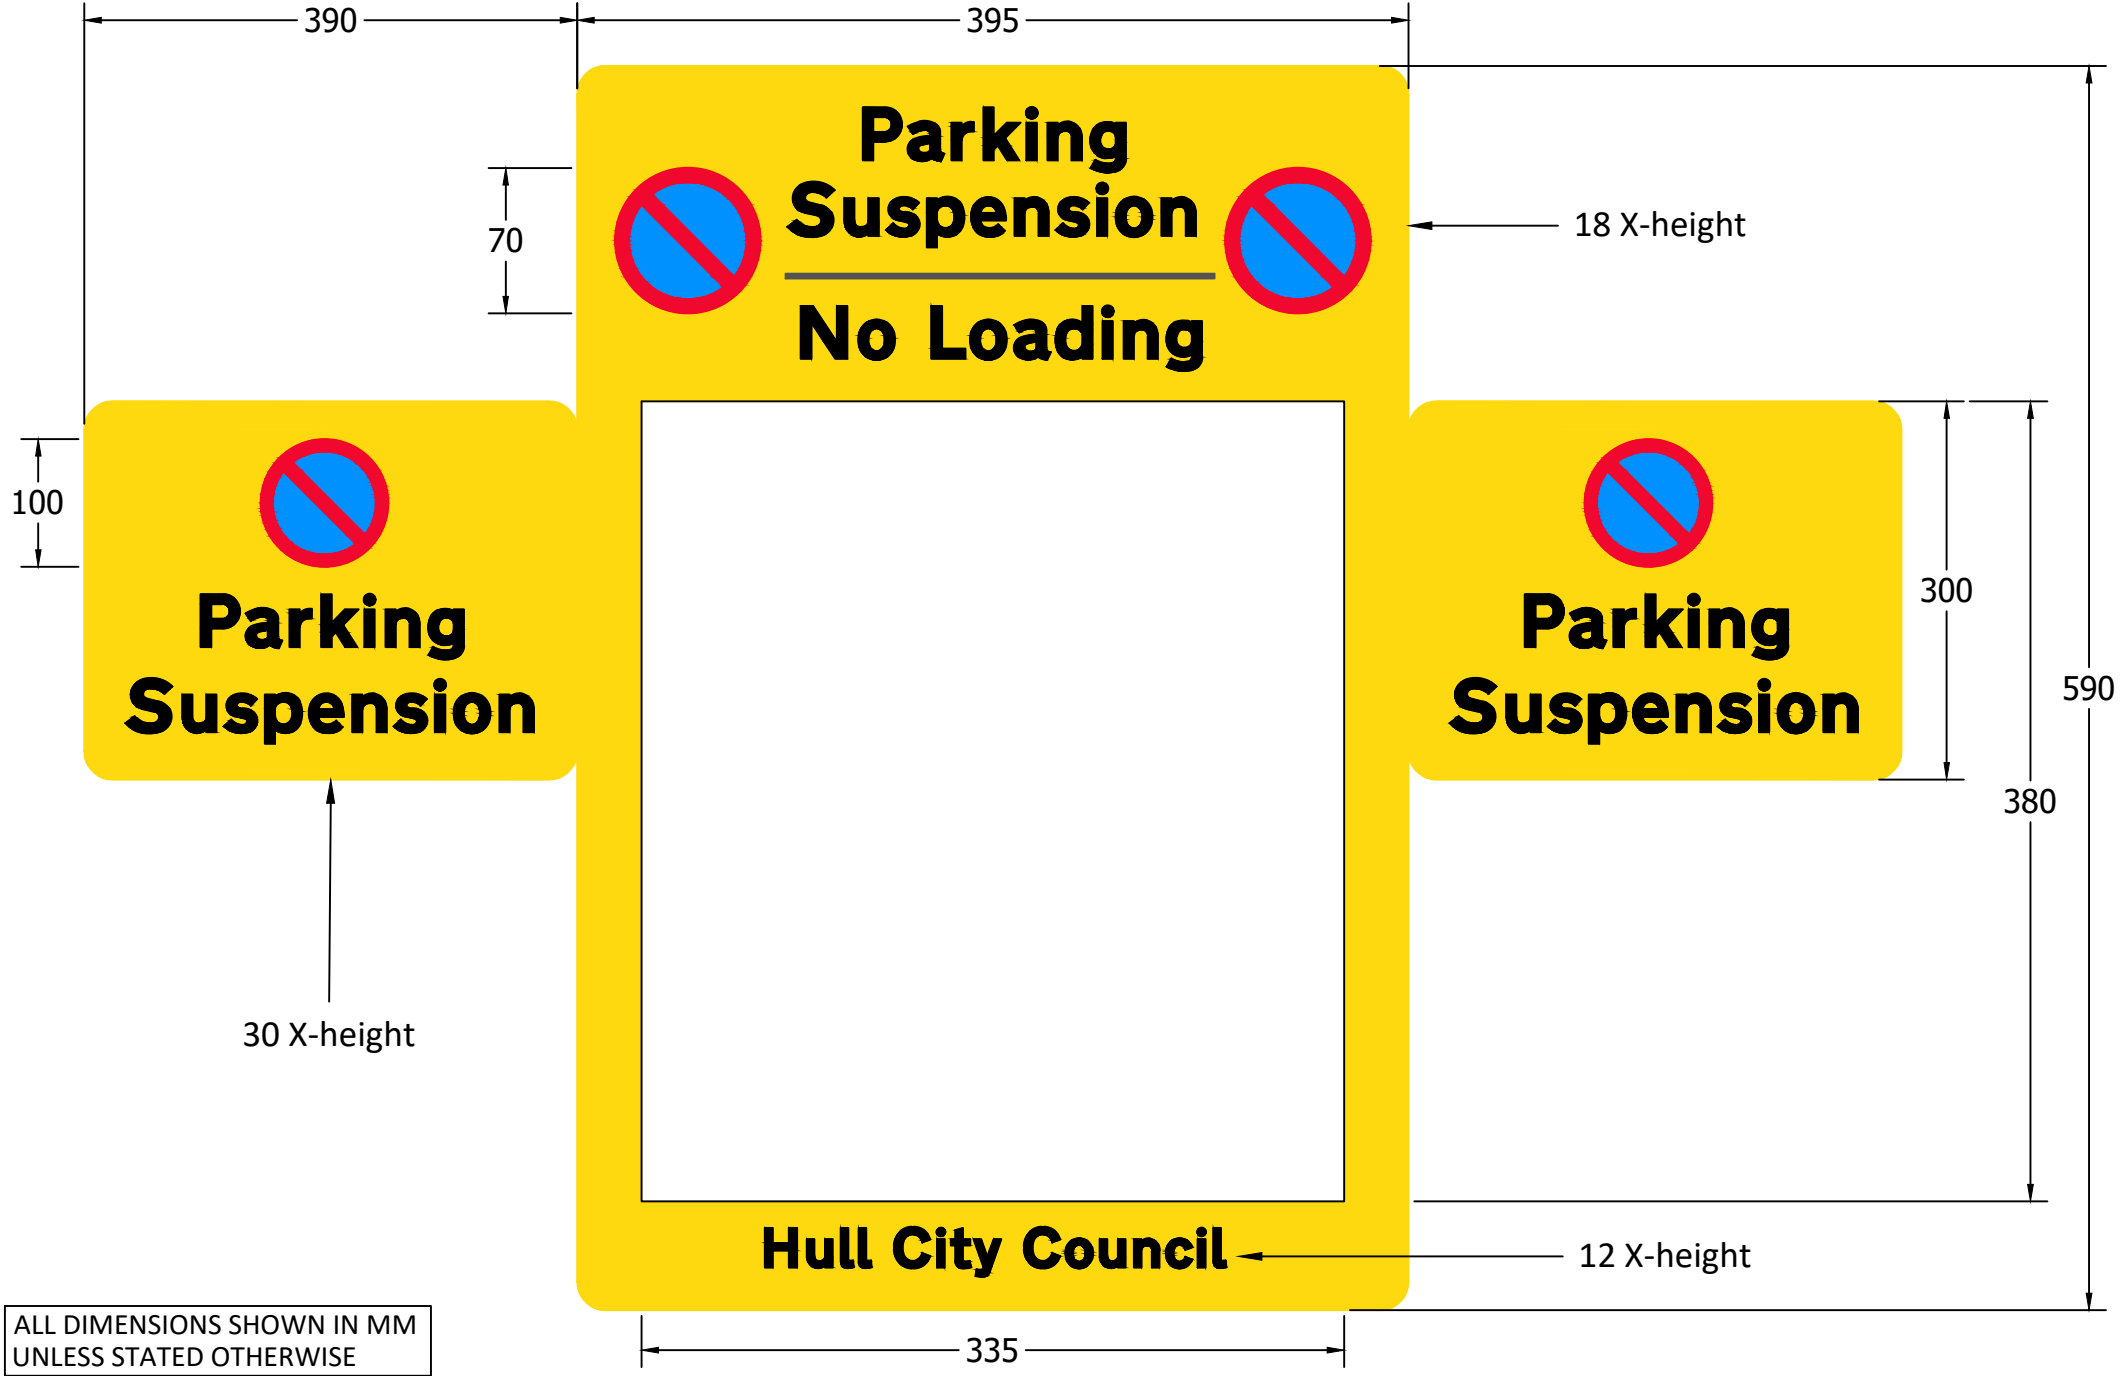 390
395
Parking
Suspension
70
18 X-height
No Loading
100
Parking
Suspension
Parking
Suspension
300
590
380
30 X-height
Hull City Council
12 X-height
ALL DIMENSIONS SHOWN IN MM
UNLESS STATED OTHERWISE
335